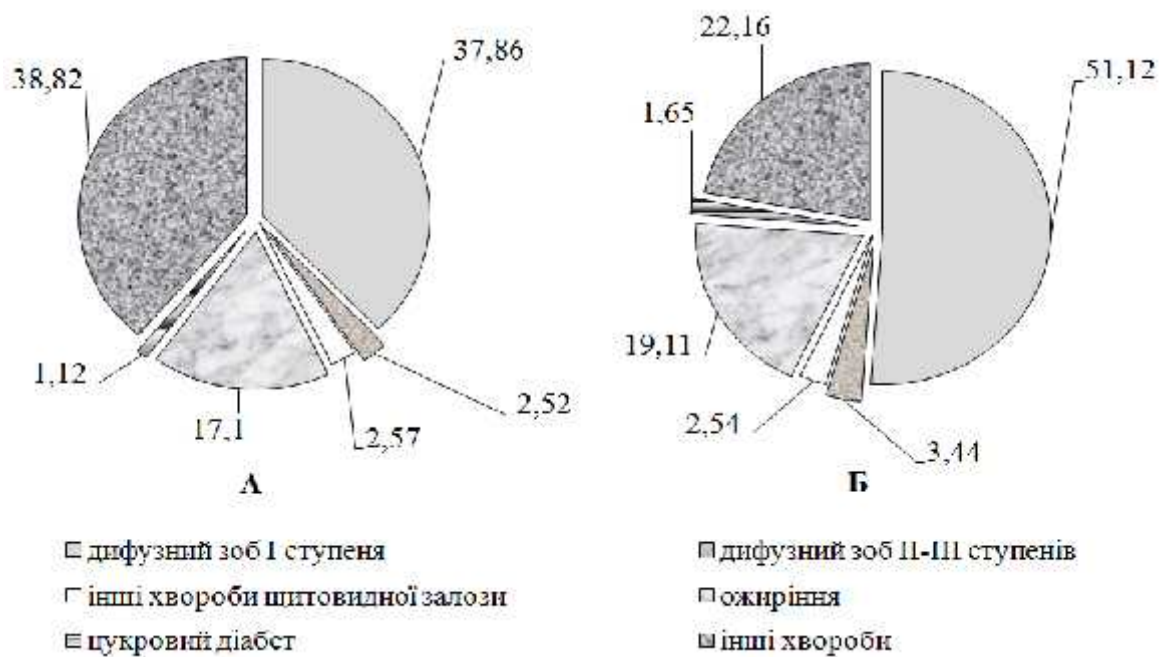 38,82
37,86
1,12
17,1
2,57
2,52
А
22,16
51,12
1,65
19,11
2,54
3,44
Б
дифузний зоб І ступеня
дифузний зоб ІІ-ІІІ ступенів
інші хвороби щитовидної залози
ожиріння
цукровий діабет
інші хвороби